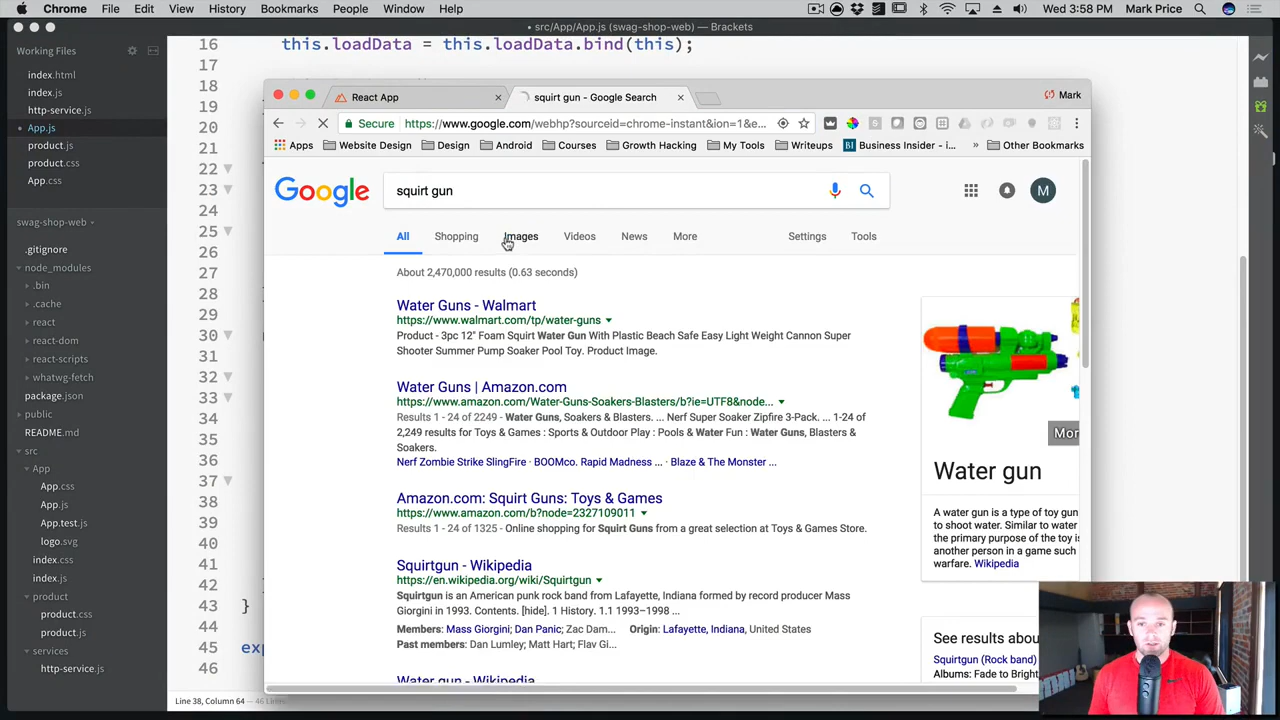 Chrome File Edit View History Bookmarks People Window Help Wed 3:58 PM Mark Price
• src/App/App.js (swag-shop-web) — Brackets
Working Files
index.html
index.js
http-service.js
App.js
product.js
product.css
App.css
swag-shop-web
.gitignore
node_modules
.bin
.cache
react
react-dom
react-scripts
whatwg-fetch
package.json
public
README.md
src
App
App.css
App.js
App.test.js
logo.svg
index.css
index.js
product
product.css
product.js
services
http-service.js
16 this.loadData = this.loadData.bind(this);
17
18
19
20
21
22
23
24
25
26
27
28
29
30
31
32
33
34
35
36
37
38
39
40
41
42
43 }
44
45 exp
46
Line 38, Column 64 — 46 Lines
React App
squirt gun - Google Search
Mark
Secure https://www.google.com/webhp?sourceid=chrome-instant&ion=1&e...
Apps Website Design Design Android Courses Growth Hacking My Tools Writeups BI Business Insider - i... » Other Bookmarks
Google
squirt gun
M
All Shopping Images Videos News More Settings Tools
About 2,470,000 results (0.63 seconds)
Water Guns - Walmart
https://www.walmart.com/tp/water-guns
Product - 3pc 12" Foam Squirt Water Gun With Plastic Beach Safe Easy Light Weight Cannon Super
Shooter Summer Pump Soaker Pool Toy. Product Image.
Water Guns | Amazon.com
https://www.amazon.com/Water-Guns-Soakers-Blasters/b?ie=UTF8&node...
Results 1 - 24 of 2249 - Water Guns, Soakers & Blasters. ... Nerf Super Soaker Zipfire 3-Pack. ... 1-24 of
2,249 results for Toys & Games : Sports & Outdoor Play : Pools & Water Fun : Water Guns, Blasters &
Soakers.
Nerf Zombie Strike SlingFire · BOOMco. Rapid Madness ... · Blaze & The Monster ...
Amazon.com: Squirt Guns: Toys & Games
https://www.amazon.com/b?node=2327109011
Results 1 - 24 of 1325 - Online shopping for Squirt Guns from a great selection at Toys & Games Store.
Squirtgun - Wikipedia
https://en.wikipedia.org/wiki/Squirtgun
Squirtgun is an American punk rock band from Lafayette, Indiana formed by record producer Mass
Giorgini in 1993. Contents. [hide]. 1 History. 1.1 1993–1998 ...
Members: Mass Giorgini; Dan Panic; Zac Dam... Origin: Lafayette, Indiana, United States
Past members: Dan Lumley; Matt Hart; Flav Gi...
Water gun - Wikipedia
Mor
Water gun
A water gun is a type of toy gun
to shoot water. Similar to water
the primary purpose of the toy is
another person in a game such
warfare. Wikipedia
See results abou
Squirtgun (Rock band)
Albums: Fade to Bright